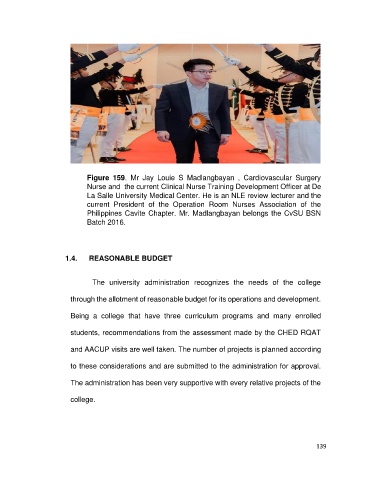 Figure 159. Mr Jay Louie S Madlangbayan , Cardiovascular Surgery
Nurse and the current Clinical Nurse Training Development Officer at De
La Salle University Medical Center. He is an NLE review lecturer and the
current President of the Operation Room Nurses Association of the
Philippines Cavite Chapter. Mr. Madlangbayan belongs the CvSU BSN
Batch 2016.
1.4. REASONABLE BUDGET
The university administration recognizes the needs of the college
through the allotment of reasonable budget for its operations and development.
Being a college that have three curriculum programs and many enrolled
students, recommendations from the assessment made by the CHED RQAT
and AACUP visits are well taken. The number of projects is planned according
to these considerations and are submitted to the administration for approval.
The administration has been very supportive with every relative projects of the
college.
139